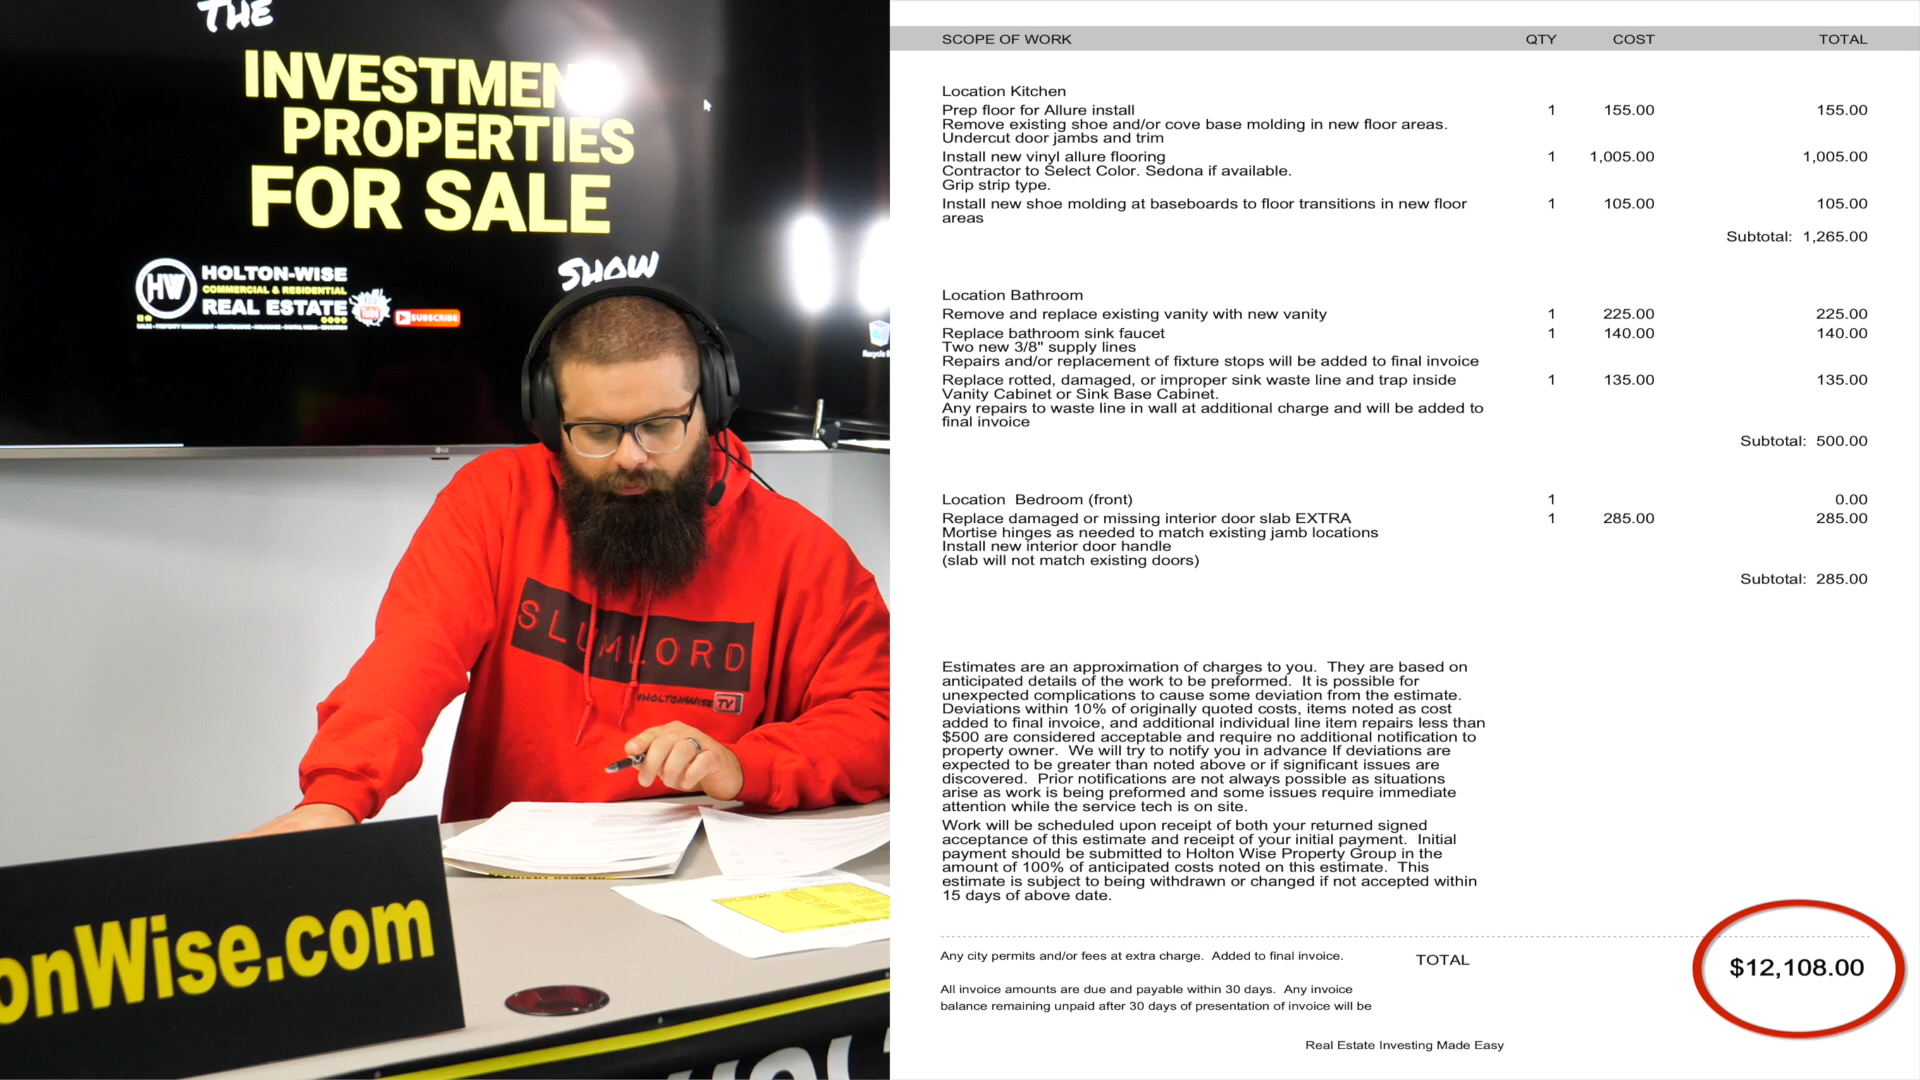 THE
INVESTMEN
PROPERTIES
FOR SALE
SHOW
HW
HOLTON-WISE
COMMERCIAL & RESIDENTIAL
REAL ESTATE
You
Tube
SUBSCRIBE
Recycle B
LG
SLUMLORD
#HOLTONWISE TV
onWise.com
SCOPE OF WORK QTY COST TOTAL
Location Kitchen
Prep floor for Allure install 1 155.00 155.00
Remove existing shoe and/or cove base molding in new floor areas.
Undercut door jambs and trim
Install new vinyl allure flooring 1 1,005.00 1,005.00
Contractor to Select Color. Sedona if available.
Grip strip type.
Install new shoe molding at baseboards to floor transitions in new floor 1 105.00 105.00
areas
Subtotal: 1,265.00
Location Bathroom
Remove and replace existing vanity with new vanity 1 225.00 225.00
Replace bathroom sink faucet 1 140.00 140.00
Two new 3/8" supply lines
Repairs and/or replacement of fixture stops will be added to final invoice
Replace rotted, damaged, or improper sink waste line and trap inside 1 135.00 135.00
Vanity Cabinet or Sink Base Cabinet.
Any repairs to waste line in wall at additional charge and will be added to
final invoice
Subtotal: 500.00
Location Bedroom (front) 1 0.00
Replace damaged or missing interior door slab EXTRA 1 285.00 285.00
Mortise hinges as needed to match existing jamb locations
Install new interior door handle
(slab will not match existing doors)
Subtotal: 285.00
Estimates are an approximation of charges to you. They are based on
anticipated details of the work to be preformed. It is possible for
unexpected complications to cause some deviation from the estimate.
Deviations within 10% of originally quoted costs, items noted as cost
added to final invoice, and additional individual line item repairs less than
$500 are considered acceptable and require no additional notification to
property owner. We will try to notify you in advance If deviations are
expected to be greater than noted above or if significant issues are
discovered. Prior notifications are not always possible as situations
arise as work is being preformed and some issues require immediate
attention while the service tech is on site.
Work will be scheduled upon receipt of both your returned signed
acceptance of this estimate and receipt of your initial payment. Initial
payment should be submitted to Holton Wise Property Group in the
amount of 100% of anticipated costs noted on this estimate. This
estimate is subject to being withdrawn or changed if not accepted within
15 days of above date.
Any city permits and/or fees at extra charge. Added to final invoice. TOTAL $12,108.00
All invoice amounts are due and payable within 30 days. Any invoice
balance remaining unpaid after 30 days of presentation of invoice will be
Real Estate Investing Made Easy